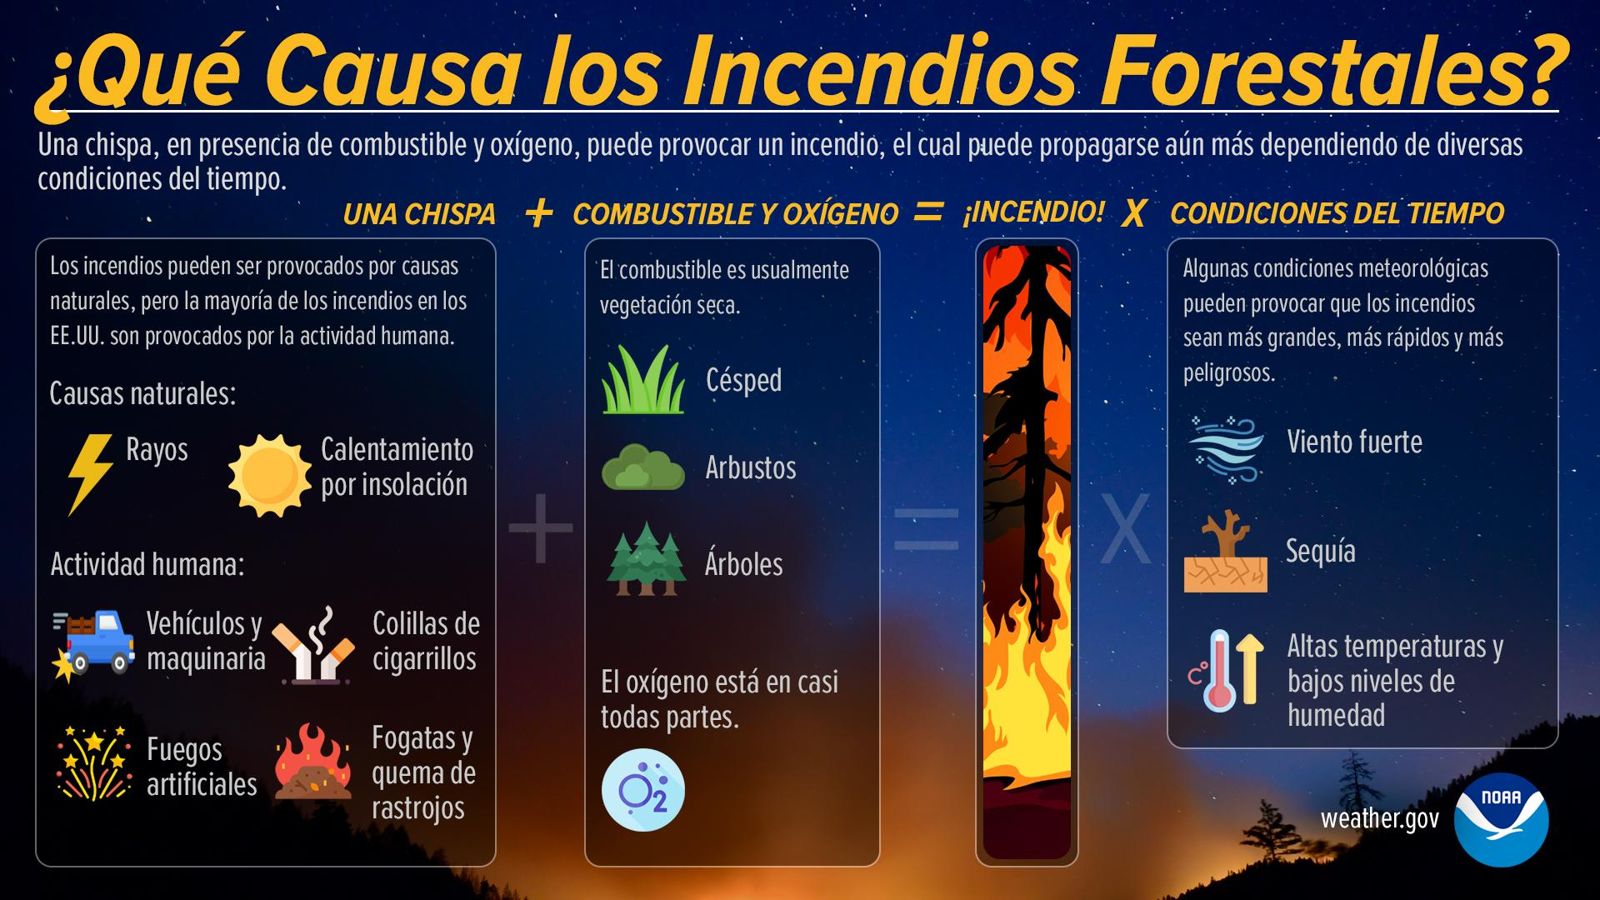 ¿Qué Causa los Incendios Forestales?
Una chispa, en presencia de combustible y oxígeno, puede provocar un incendio, el cual puede propagarse aún más dependiendo de diversas
condiciones del tiempo.
UNA CHISPA + COMBUSTIBLE Y OXÍGENO = ¡INCENDIO! X CONDICIONES DEL TIEMPO
Los incendios pueden ser provocados por causas
naturales, pero la mayoría de los incendios en los
EE.UU. son provocados por la actividad humana.
Causas naturales:
Rayos
Calentamiento
por insolación
Actividad humana:
Vehículos y
maquinaria
Colillas de
cigarrillos
Fuegos
artificiales
Fogatas y
quema de
rastrojos
+
El combustible es usualmente
vegetación seca.
Césped
Arbustos
Árboles
El oxígeno está en casi
todas partes.
O2
=
X
Algunas condiciones meteorológicas
pueden provocar que los incendios
sean más grandes, más rápidos y más
peligrosos.
Viento fuerte
Sequía
C°
Altas temperaturas y
bajos niveles de
humedad
weather.gov
NOAA